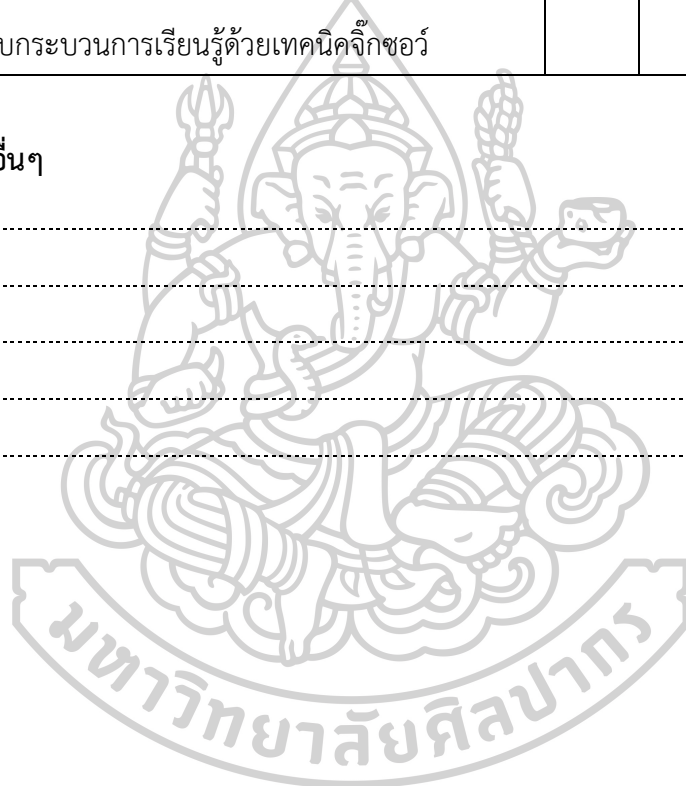 บกระบวนการเรียนรู้ด้วยเทคนิคจิ๊กซอว์
อื่นๆ
มหาวิทยาลัยศิลปากร